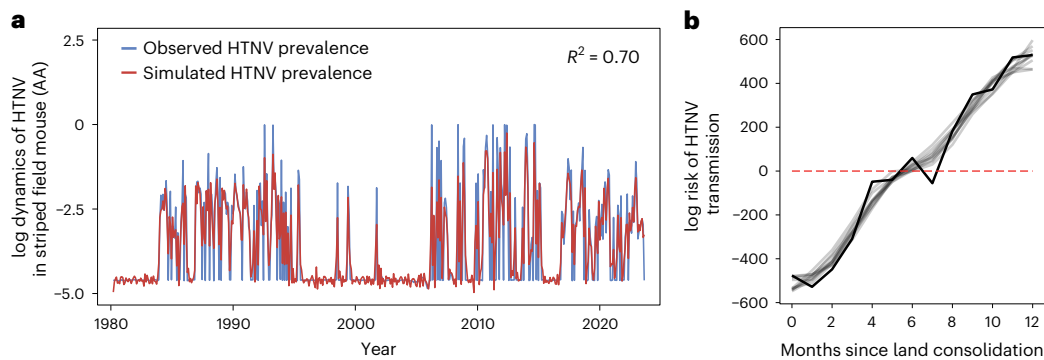 a
log dynamics of HTNV
in striped field mouse (AA)
2.5
0
−2.5
−5.0
Observed HTNV prevalence
Simulated HTNV prevalence
R² = 0.70
1980
1990
2000
2010
2020
Year
b
log risk of HTNV
transmission
600
400
200
0
−200
−400
−600
0
2
4
6
8
10
12
Months since land consolidation